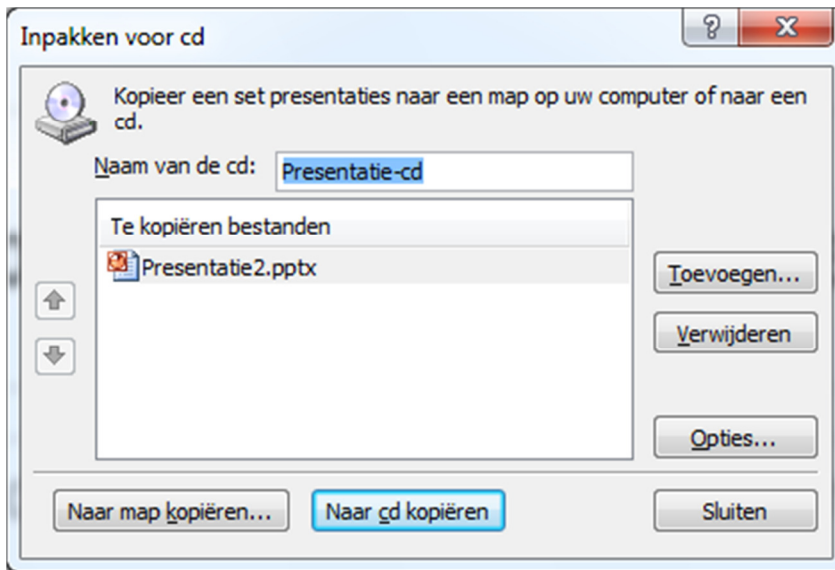 Inpakken voor cd
Kopieer een set presentaties naar een map op uw computer of naar een
cd.
Naam van de cd: Presentatie-cd
Te kopiëren bestanden
Presentatie2.pptx
Toevoegen...
Verwijderen
Opties...
Naar map kopiëren... Naar cd kopiëren Sluiten